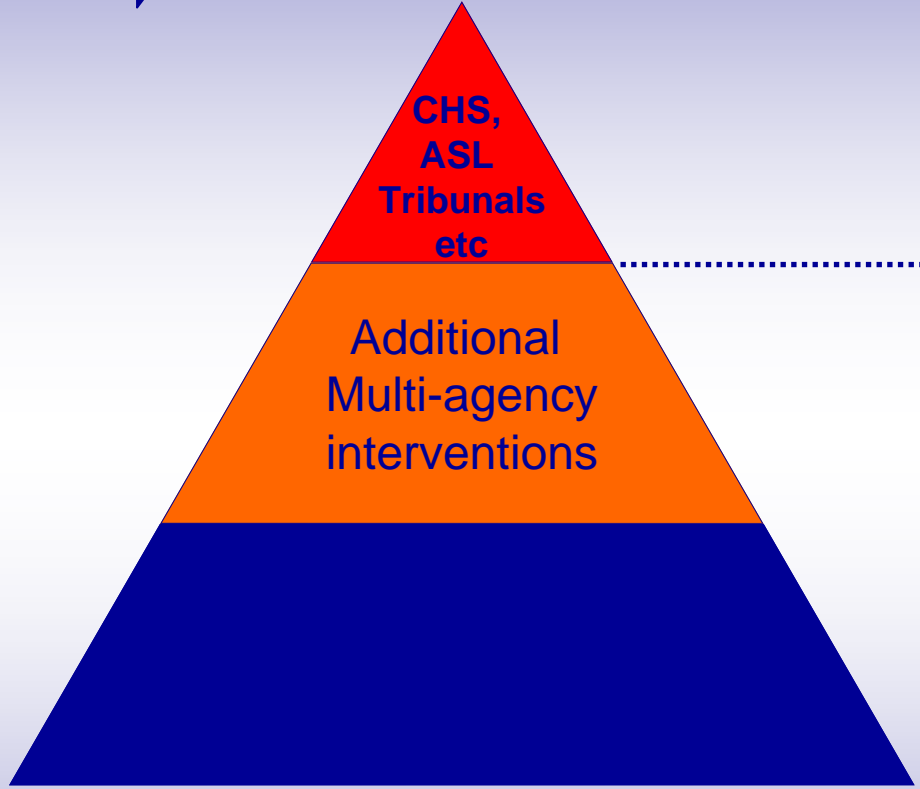 CHS,
ASL
Tribunals
etc
Additional
Multi-agency
interventions